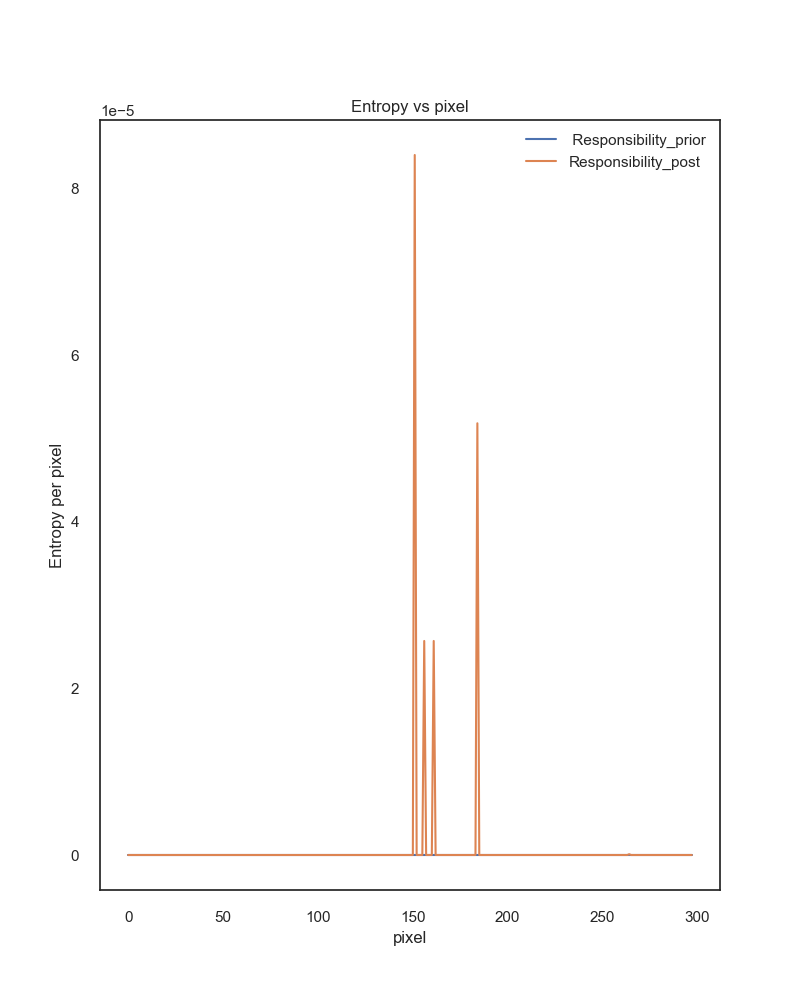 Entropy vs pixel
1e−5
Responsibility_prior
Responsibility_post
8
6
4
2
0
Entropy per pixel
0 50 100 150 200 250 300
pixel